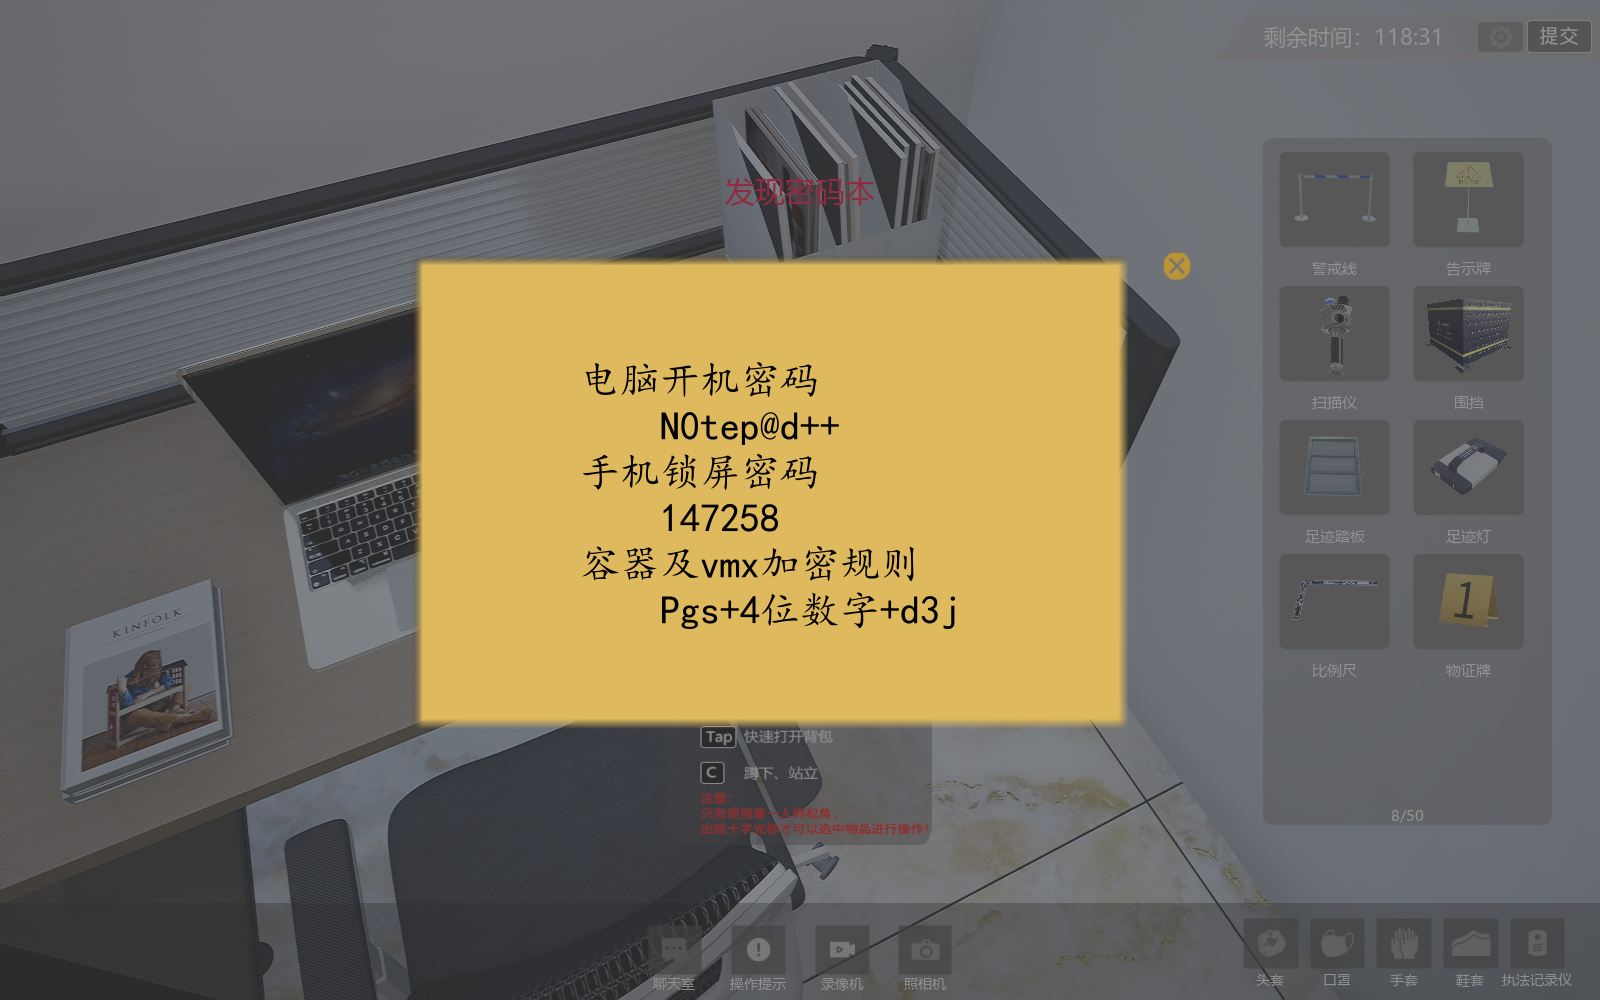 剩余时间：118:31
提交
发现密码本
警戒线
告示牌
扫描仪
围挡
足迹踏板
足迹灯
比例尺
物证牌
8/50
电脑开机密码
N0tep@d++
手机锁屏密码
147258
容器及vmx加密规则
Pgs+4位数字+d3j
KINFOLK
Tap 快速打开背包
C 蹲下、站立
注意：
只有使用第一人称视角，
出现十字光标才可以选中物品进行操作！
聊天室
操作提示
录像机
照相机
头套
口罩
手套
鞋套
执法记录仪
1